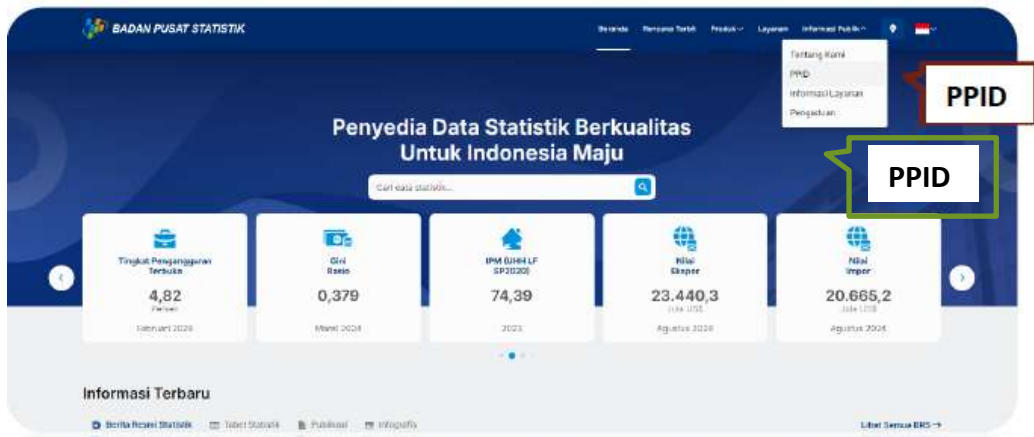 BADAN PUSAT STATISTIK
Beranda Rencana Terbit Produk Layanan Informasi Publik
Tentang Kami
PPID
Informasi Layanan
Pengaduan
PPID
PPID
Penyedia Data Statistik Berkualitas
Untuk Indonesia Maju
Cari data statistik...
Tingkat Pengangguran
Terbuka
4,82
Persen
Februari 2024
Gini
Rasio
0,379
Maret 2024
IPM (UHH LF
SP2020)
74,39
2023
Nilai
Ekspor
23.440,3
Juta US$
Agustus 2024
Nilai
Impor
20.665,2
Juta US$
Agustus 2024
Informasi Terbaru
Berita Resmi Statistik Tabel Statistik Publikasi Infografis
Lihat Semua BRS →